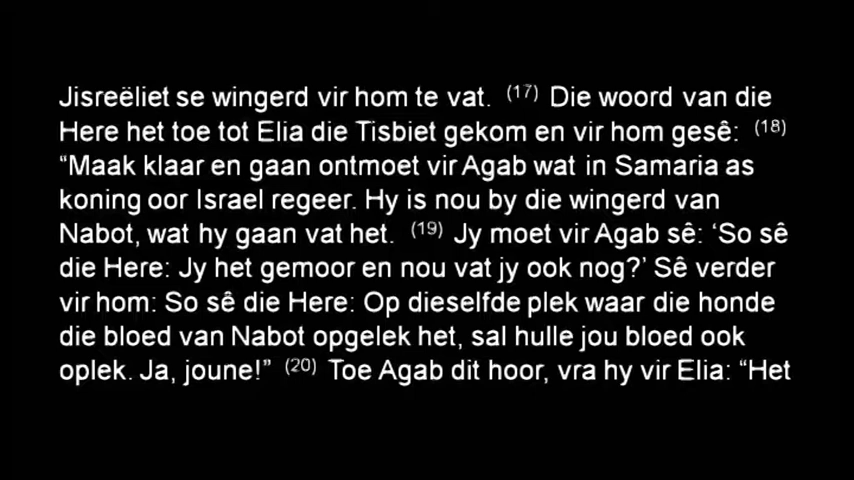 Jisreëliet se wingerd vir hom te vat. (17) Die woord van die
Here het toe tot Elia die Tisbiet gekom en vir hom gesê: (18)
“Maak klaar en gaan ontmoet vir Agab wat in Samaria as
koning oor Israel regeer. Hy is nou by die wingerd van
Nabot, wat hy gaan vat het. (19) Jy moet vir Agab sê: ‘So sê
die Here: Jy het gemoor en nou vat jy ook nog?’ Sê verder
vir hom: So sê die Here: Op dieselfde plek waar die honde
die bloed van Nabot opgelek het, sal hulle jou bloed ook
oplek. Ja, joune!” (20) Toe Agab dit hoor, vra hy vir Elia: “Het